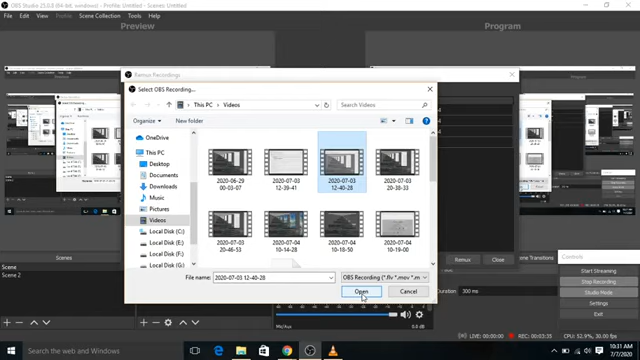 OBS Studio 25.0.8 (64-bit, windows) - Profile: Untitled - Scenes: Untitled
File Edit View Profile Scene Collection Tools Help
Preview
Program
Remux Recordings
Select OBS Recording...
This PC > Videos
Search Videos
Organize
New folder
OneDrive
This PC
Desktop
Documents
Downloads
Music
Pictures
Videos
Local Disk (C:)
Local Disk (E:)
Local Disk (F:)
Local Disk (G:)
2020-06-29 00-03-07
2020-07-03 12-39-41
2020-07-03 12-40-28
2020-07-03 20-38-33
2020-07-03 20-46-53
2020-07-04 10-14-28
2020-07-04 10-18-50
2020-07-04 10-19-00
File name: 2020-07-03 12-40-28
OBS Recording (*.flv *.mov *.m
Open
Cancel
Remux
Close
Scenes
Scene
Scene 2
Scene Transitions
Duration 300 ms
Controls
Start Streaming
Stop Recording
Studio Mode
Settings
Exit
Mic/Aux
0.0 dB
LIVE: 00:00:00
REC: 00:03:35
CPU: 52.9%, 30.00 fps
Search the web and Windows
10:31 AM
7/7/2020